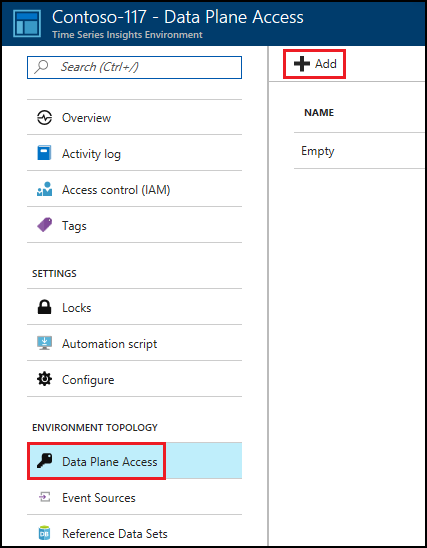 Contoso-117 - Data Plane Access
Time Series Insights Environment
Search (Ctrl+/)
Overview
Activity log
Access control (IAM)
Tags
SETTINGS
Locks
Automation script
Configure
ENVIRONMENT TOPOLOGY
Data Plane Access
Event Sources
Reference Data Sets
Add
NAME
Empty